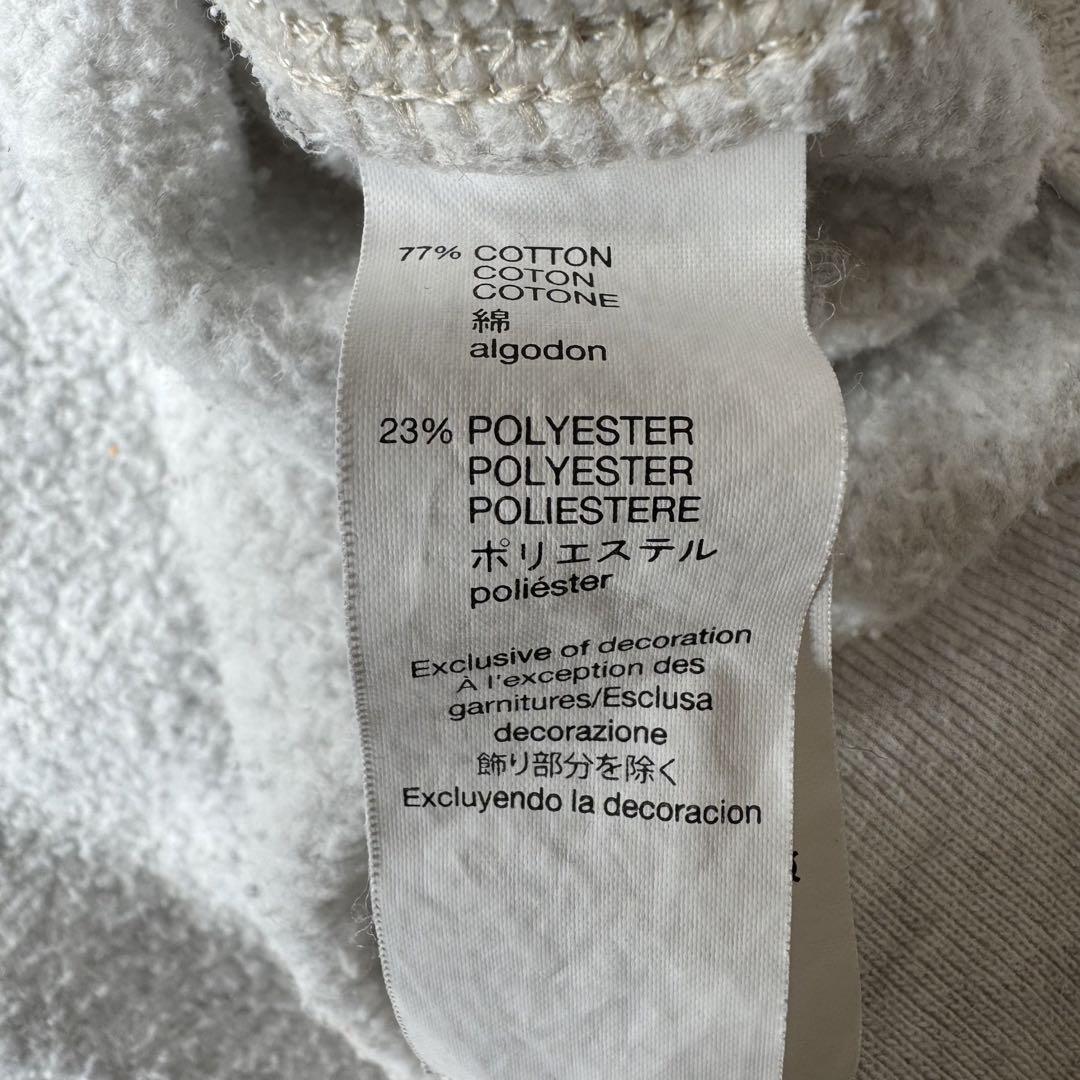 77% COTTON
COTON
COTONE
綿
algodon
23% POLYESTER
POLYESTER
POLIESTERE
ポリエステル
poliéster
Exclusive of decoration
À l'exception des
garnitures/Esclusa
decorazione
飾り部分を除く
Excluyendo la decoracion